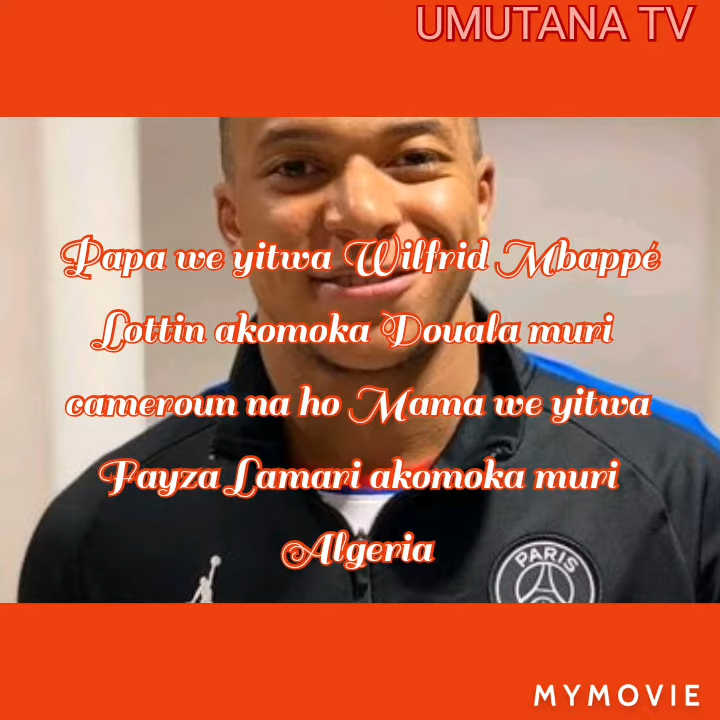 UMUTANA TV
Papa we yitwa Wilfrid Mbappé
Lottin akomoka Douala muri
cameroun na ho Mama we yitwa
Fayza Lamari akomoka muri
Algeria
PARIS
MYMOVIE